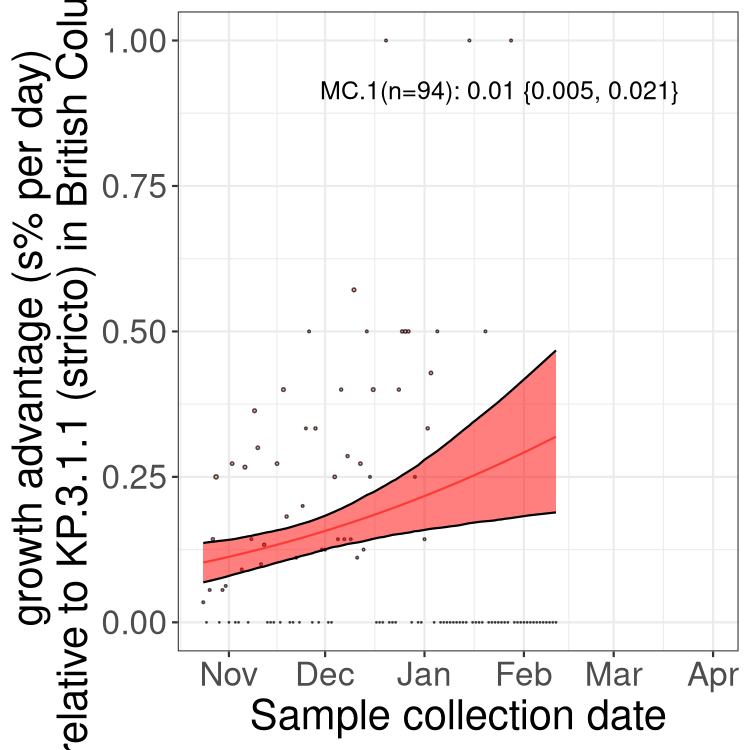 growth advantage (s% per day)
relative to KP.3.1.1 (stricto) in British Colu
1.00
0.75
0.50
0.25
0.00
MC.1(n=94): 0.01 {0.005, 0.021}
Nov Dec Jan Feb Mar Apr
Sample collection date